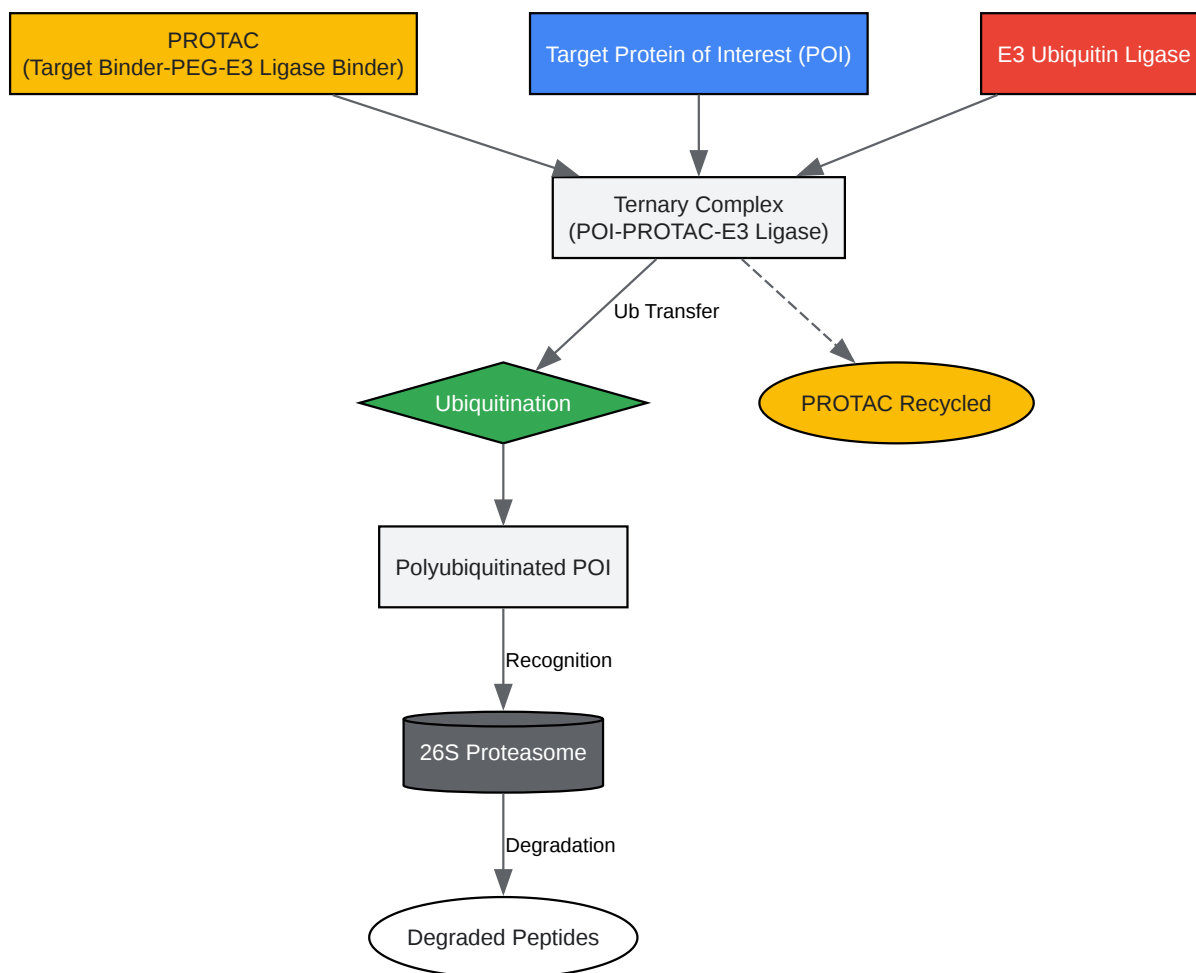 PROTAC
(Target Binder-PEG-E3 Ligase Binder)
Target Protein of Interest (POI)
E3 Ubiquitin Ligase
Ternary Complex
(POI-PROTAC-E3 Ligase)
Ub Transfer
Ubiquitination
PROTAC Recycled
Polyubiquitinated POI
Recognition
26S Proteasome
Degradation
Degraded Peptides